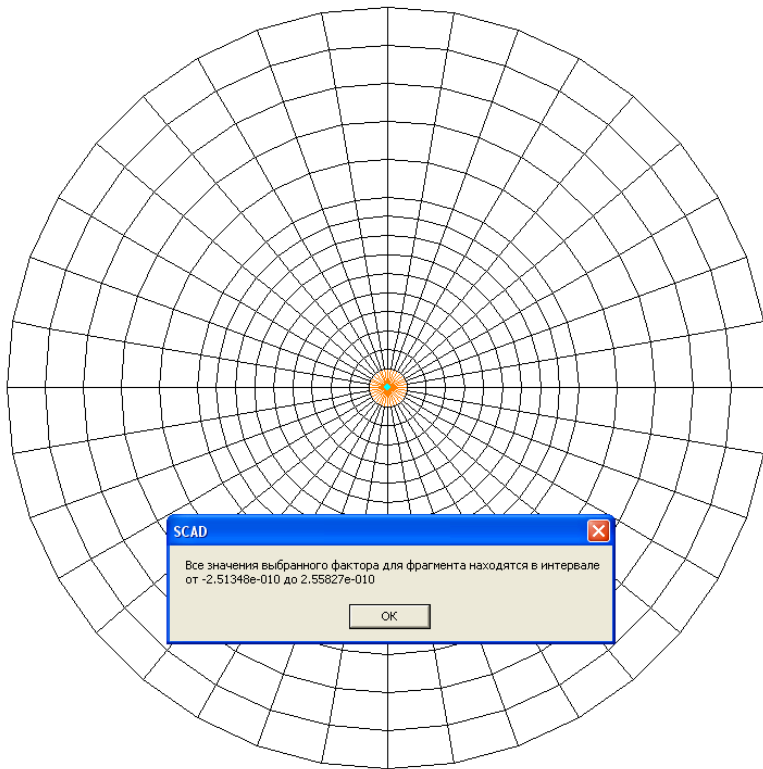 SCAD
Все значения выбранного фактора для фрагмента находятся в интервале
от -2.51348e-010 до 2.55827e-010
OK